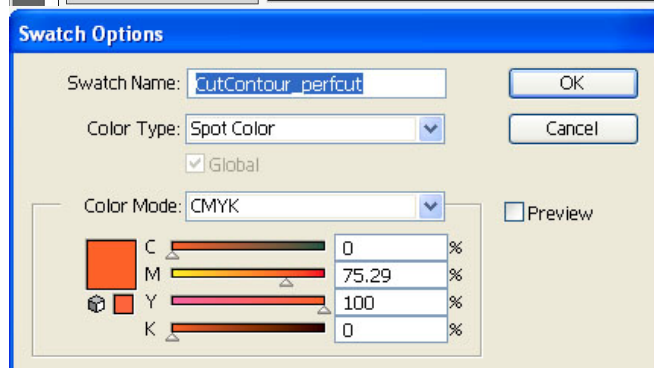 Swatch Options
Swatch Name: CutContour_perfcut OK
Color Type: Spot Color Cancel
Global
Color Mode: CMYK Preview
C 0 %
M 75.29 %
Y 100 %
K 0 %